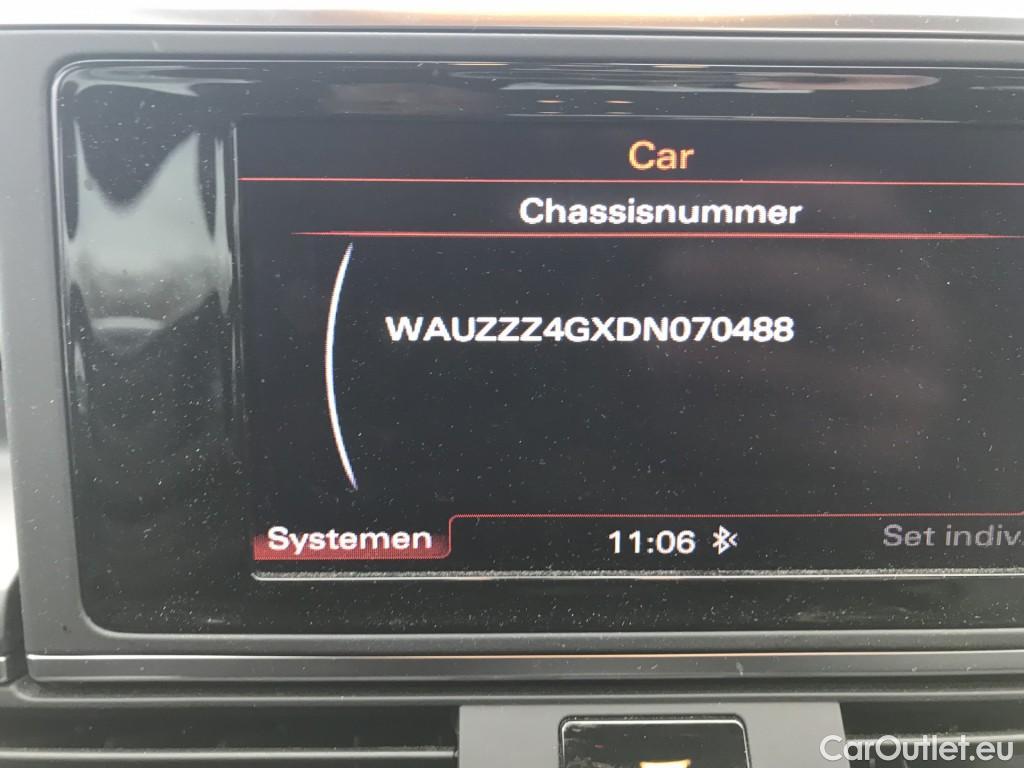 Car
Chassisnummer
WAUZZZ4GXDN070488
Systemen
11:06
Set indiv.
CarOutlet.eu